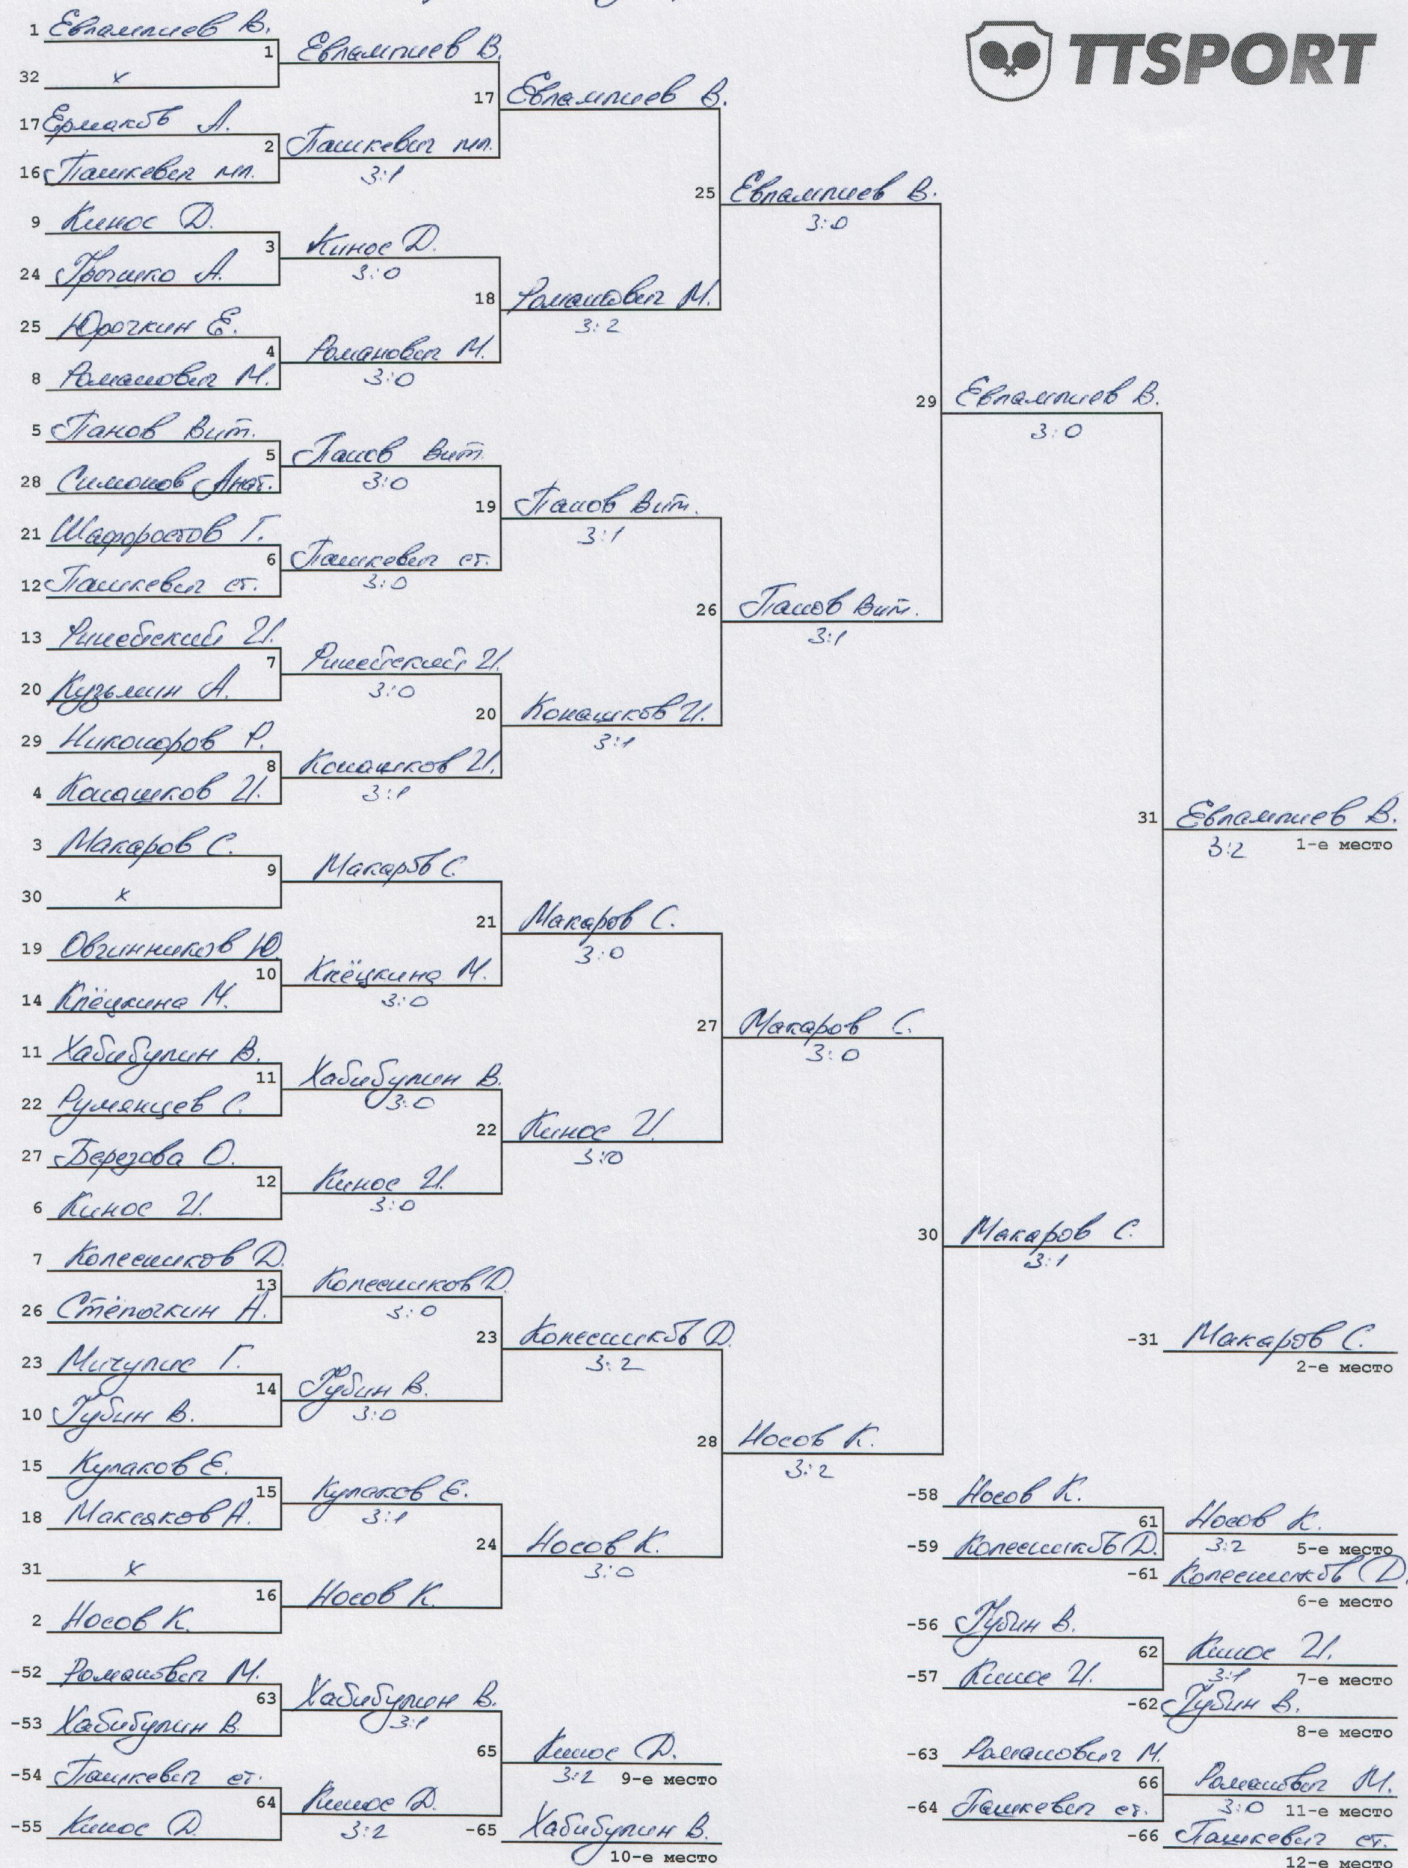 TTSPORT
1 Евлампиев В.
32 x
1 Евлампиев В.
17 Ермаков А.
16 Пашкевич мл.
2 Пашкевич мл.
3:1
17 Евлампиев В.
9 Кинос Д.
24 Ярошко А.
3 Кинос Д.
3:0
25 Юрочкин Е.
8 Романович М.
4 Романович М.
3:0
18 Романович М.
3:2
25 Евлампиев В.
3:0
5 Панов Вит.
28 Симонов Анат.
5 Панов Вит.
3:0
21 Шафоростов Г.
12 Пашкевич ст.
6 Пашкевич ст.
3:0
19 Панов Вит.
3:1
13 Ринейский И.
20 Кузьмин А.
7 Ринейский И.
3:0
29 Никоноров Р.
4 Конашков И.
8 Конашков И.
3:1
20 Конашков И.
3:1
26 Панов Вит.
3:1
29 Евлампиев В.
3:0
3 Макаров С.
30 x
9 Макаров С.
19 Овчинников Ю.
14 Клёцкина М.
10 Клёцкина М.
3:0
21 Макаров С.
3:0
11 Хабибулин В.
22 Румянцев С.
11 Хабибулин В.
3:0
27 Березова О.
6 Кинос И.
12 Кинос И.
3:0
22 Кинос И.
3:0
27 Макаров С.
3:0
7 Колесников Д.
26 Стёпочкин А.
13 Колесников Д.
3:0
23 Мичулис Г.
10 Губин В.
14 Губин В.
3:0
23 Колесников Д.
3:2
15 Кулаков Е.
18 Максаков А.
15 Кулаков Е.
3:1
31 x
2 Носов К.
16 Носов К.
24 Носов К.
3:0
28 Носов К.
3:2
30 Макаров С.
3:1
31 Евлампиев В.
3:2 1-е место
-31 Макаров С.
2-е место
-58 Носов К.
-59 Колесников Д.
61 Носов К.
3:2 5-е место
-61 Колесников Д.
6-е место
-56 Губин В.
-57 Кинос И.
62 Кинос И.
3:1 7-е место
-62 Губин В.
8-е место
-52 Романович М.
-53 Хабибулин В.
63 Хабибулин В.
3:1
-54 Пашкевич ст.
-55 Кинос Д.
64 Кинос Д.
3:2
65 Кинос Д.
3:2 9-е место
-65 Хабибулин В.
10-е место
-63 Романович М.
-64 Пашкевич ст.
66 Романович М.
3:0 11-е место
-66 Пашкевич ст.
12-е место